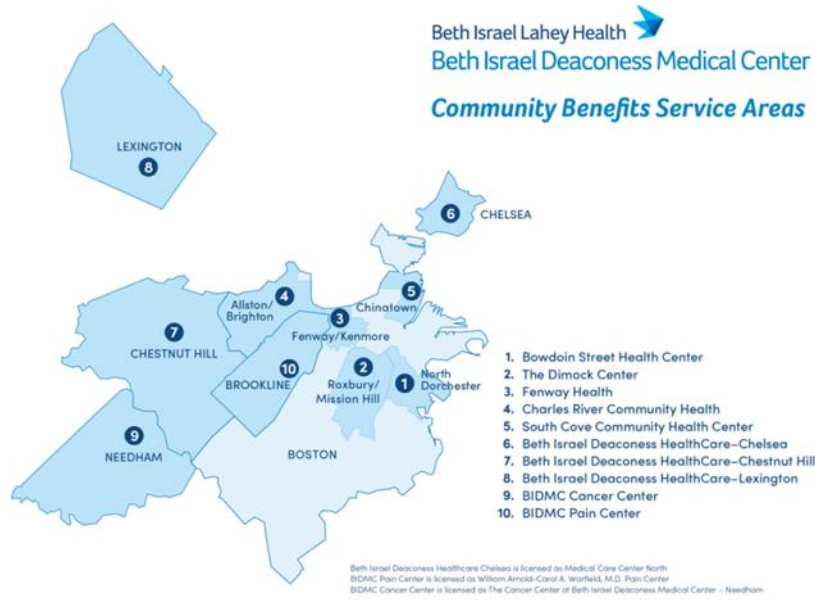 Beth Israel Lahey Health
Beth Israel Deaconess Medical Center
Community Benefits Service Areas
LEXINGTON
8
6
CHELSEA
5
Chinatown
4
Allston/
Brighton
3
Fenway/Kenmore
7
CHESTNUT HILL
10
BROOKLINE
2
Roxbury/
Mission Hill
1
North
Dorchester
9
NEEDHAM
BOSTON
1. Bowdoin Street Health Center
2. The Dimock Center
3. Fenway Health
4. Charles River Community Health
5. South Cove Community Health Center
6. Beth Israel Deaconess HealthCare–Chelsea
7. Beth Israel Deaconess HealthCare–Chestnut Hill
8. Beth Israel Deaconess HealthCare–Lexington
9. BIDMC Cancer Center
10. BIDMC Pain Center
Beth Israel Deaconess Healthcare Chelsea is licensed as Medical Care Center North
BIDMC Pain Center is licensed as William Arnold-Carol A. Warfield, M.D. Pain Center
BIDMC Cancer Center is licensed as The Cancer Center at Beth Israel Deaconess Medical Center – Needham